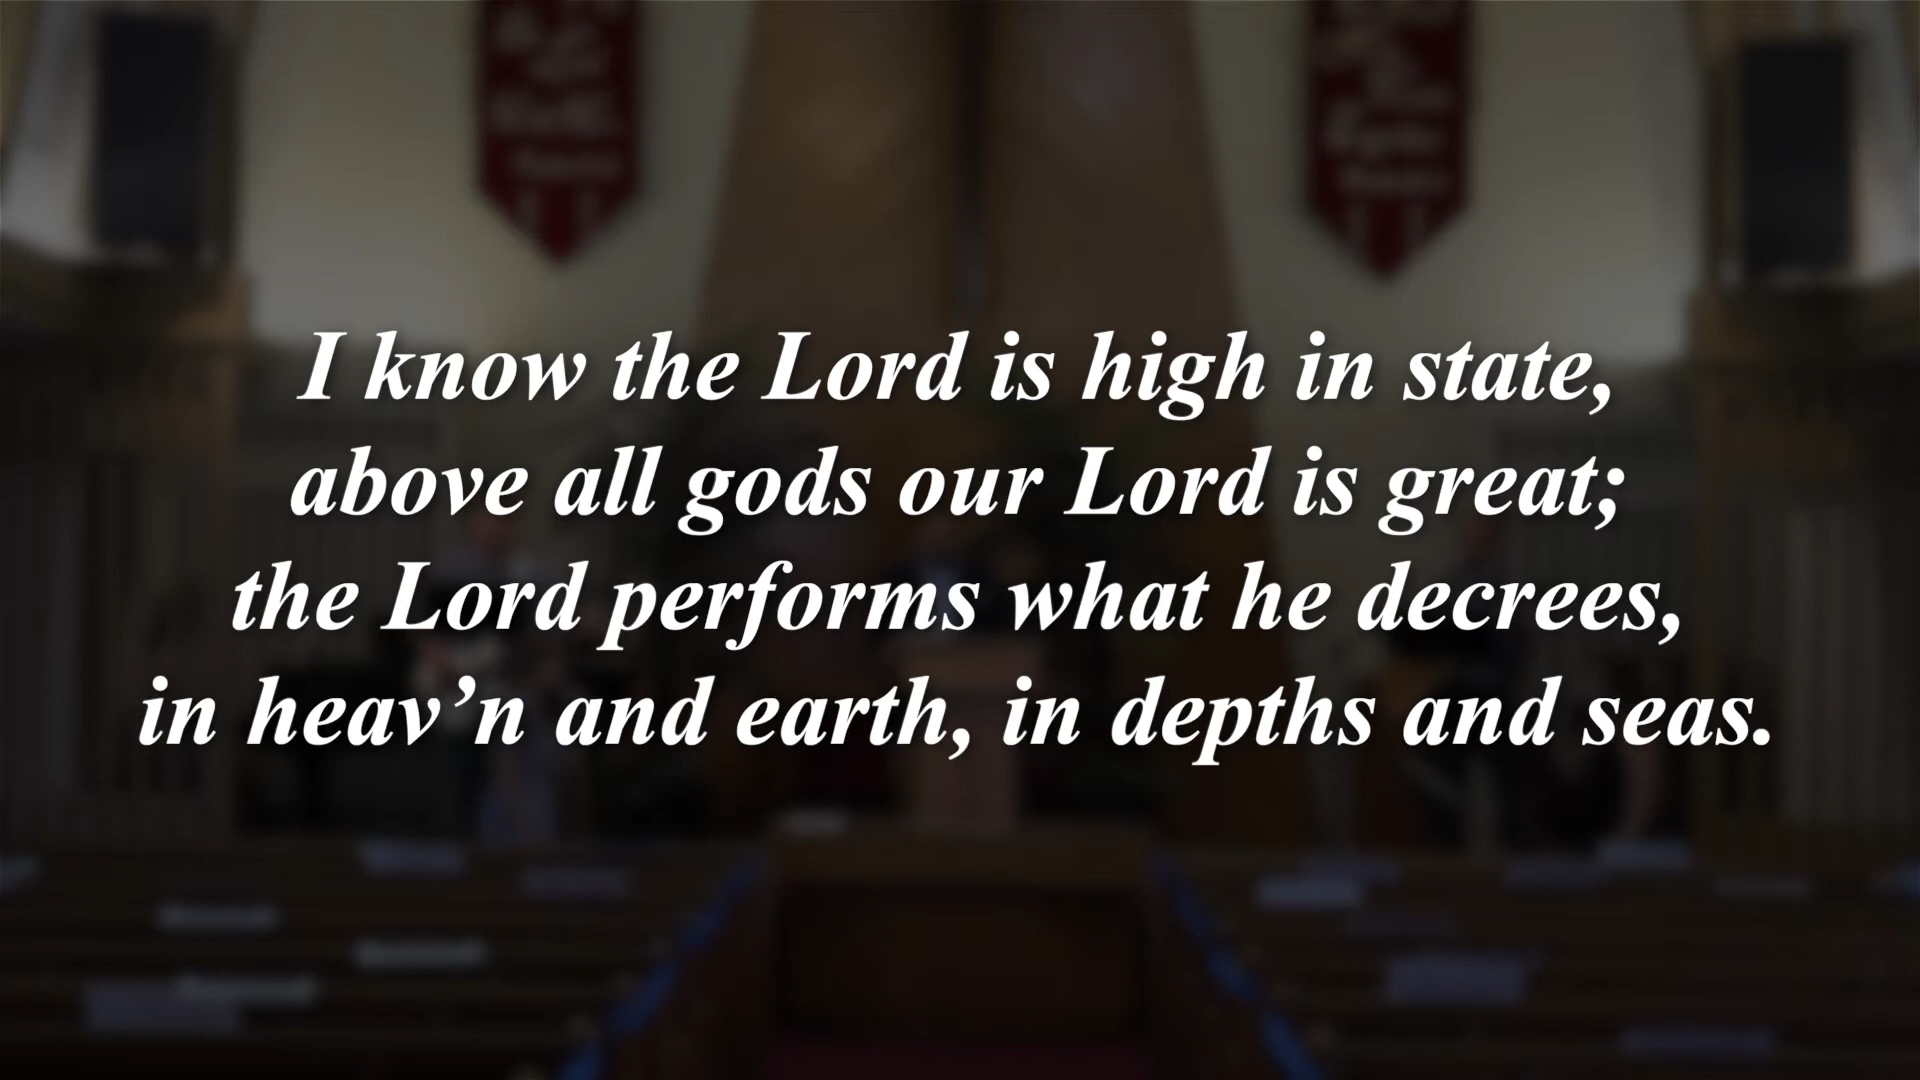 I know the Lord is high in state,
above all gods our Lord is great;
the Lord performs what he decrees,
in heav’n and earth, in depths and seas.